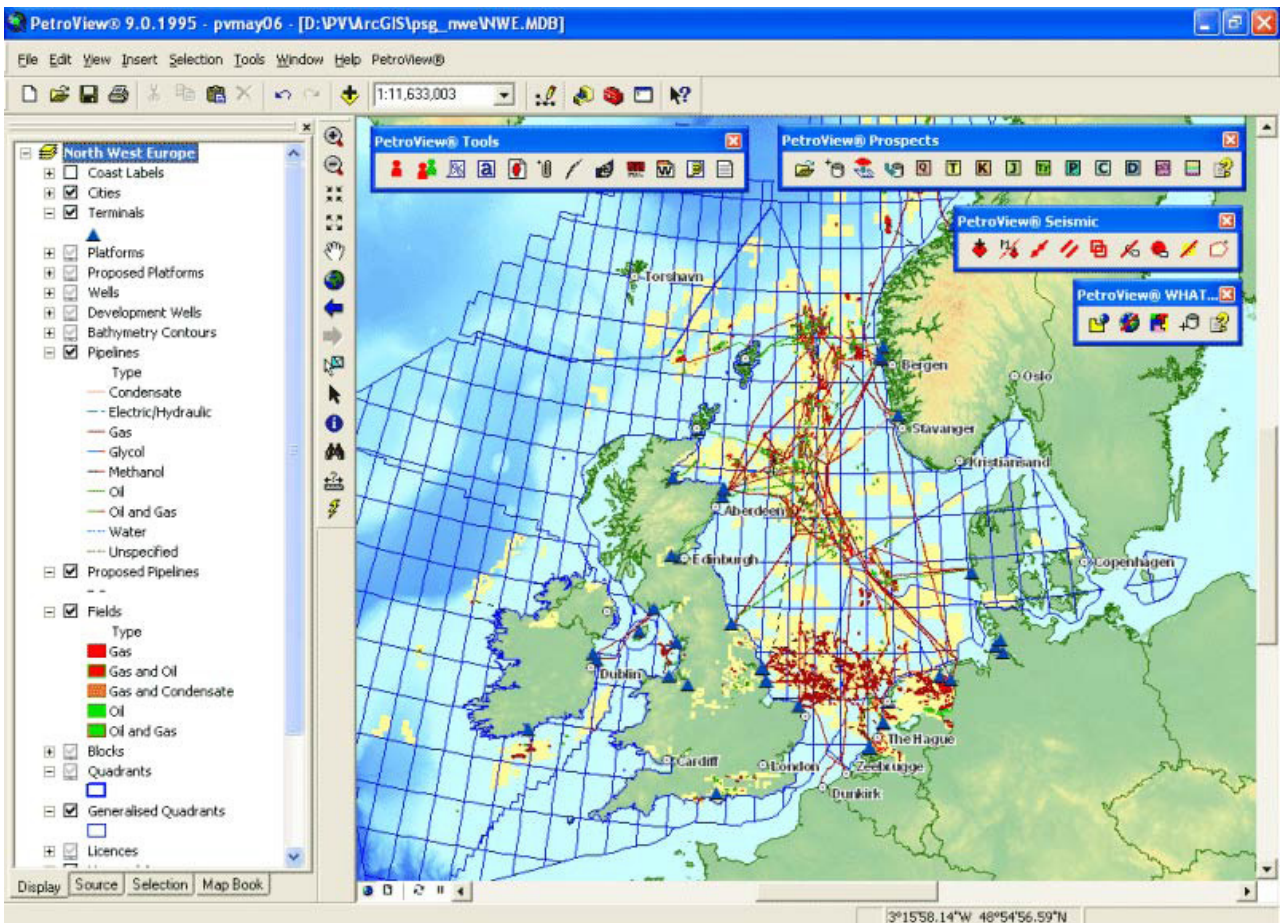 PetroView® 9.0.1995 - pvmay06 - [D:\PV\ArcGIS\psg_nwe\NWE.MDB]
File Edit View Insert Selection Tools Window Help PetroView®
1:11,633,003
North West Europe
Coast Labels
Cities
Terminals
Platforms
Proposed Platforms
Wells
Development Wells
Bathymetry Contours
Pipelines
Type
Condensate
Electric/Hydraulic
Gas
Glycol
Methanol
Oil
Oil and Gas
Water
Unspecified
Proposed Pipelines
Fields
Type
Gas
Gas and Oil
Gas and Condensate
Oil
Oil and Gas
Blocks
Quadrants
Generalised Quadrants
Licences
Display Source Selection Map Book
PetroView® Tools
PetroView® Prospects
Q T K J Tr P C D
PetroView® Seismic
PetroView® WHAT...
Torshavn
Bergen
Oslo
Stavanger
Kristiansand
Aberdeen
Edinburgh
Copenhagen
Dublin
The Hague
Cardiff
London
Zeebrugge
Dunkirk
3°15'58.14"W 48°54'56.59"N